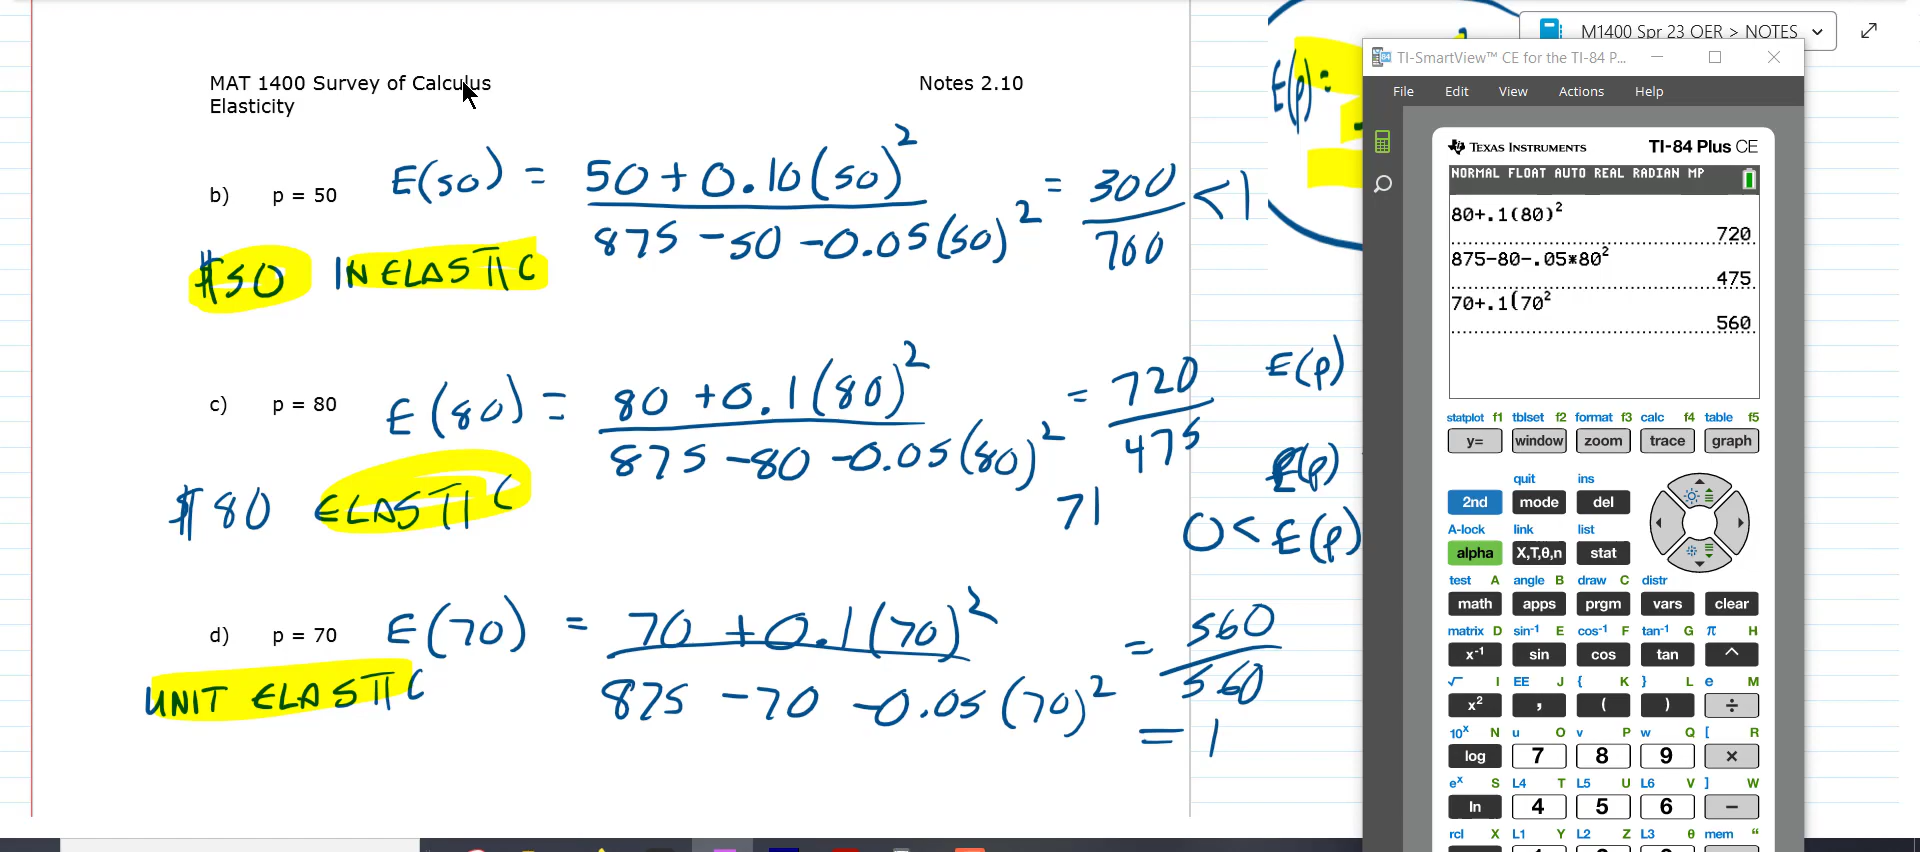 M1400 Spr 23 OER > NOTES
MAT 1400 Survey of Calculus Notes 2.10
Elasticity
E(p) =
b) p = 50 E(50) = 50 + 0.10(50)² / 875 - 50 - 0.05(50)² = 300 / 700 < 1
$50 INELASTIC
c) p = 80 E(80) = 80 + 0.1(80)² / 875 - 80 - 0.05(80)² = 720 / 475
>1
$80 ELASTIC
d) p = 70 E(70) = 70 + 0.1(70)² / 875 - 70 - 0.05(70)² = 560 / 560
= 1
UNIT ELASTIC
E(p)
E(p)
0 < E(p)
TI-SmartView™ CE for the TI-84 P...
File Edit View Actions Help
TEXAS INSTRUMENTS TI-84 Plus CE
NORMAL FLOAT AUTO REAL RADIAN MP
80+.1(80)²
720
875-80-.05*80²
475
70+.1(70²
560
statplot f1 tblset f2 format f3 calc f4 table f5
y= window zoom trace graph
quit ins
2nd mode del
A-lock link list
alpha X,T,θ,n stat
test A angle B draw C distr
math apps prgm vars clear
matrix D sin⁻¹ E cos⁻¹ F tan⁻¹ G π H
x⁻¹ sin cos tan ^
√ I EE J { K } L e M
x² , ( ) ÷
10ˣ N u O v P w Q [ R
log 7 8 9 ×
eˣ S L4 T L5 U L6 V ] W
ln 4 5 6 −
rcl X L1 Y L2 Z L3 θ mem "